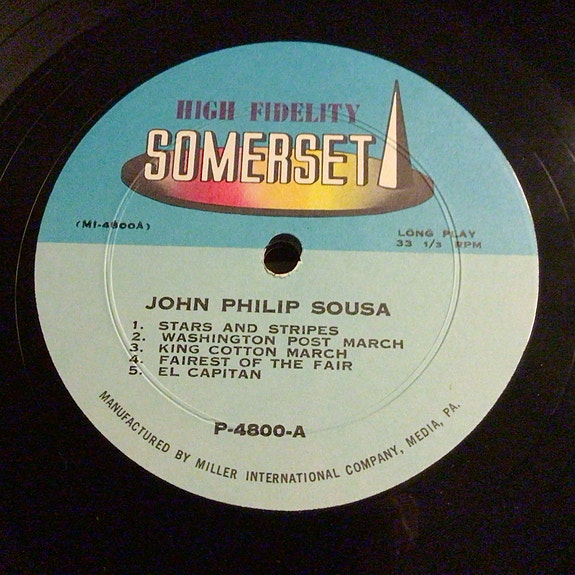 HIGH FIDELITY
SOMERSET
(MI-4800A)
LONG PLAY
33 1/3 RPM
JOHN PHILIP SOUSA
1. STARS AND STRIPES
2. WASHINGTON POST MARCH
3. KING COTTON MARCH
4. FAIREST OF THE FAIR
5. EL CAPITAN
P-4800-A
MANUFACTURED BY MILLER INTERNATIONAL COMPANY, MEDIA, PA.